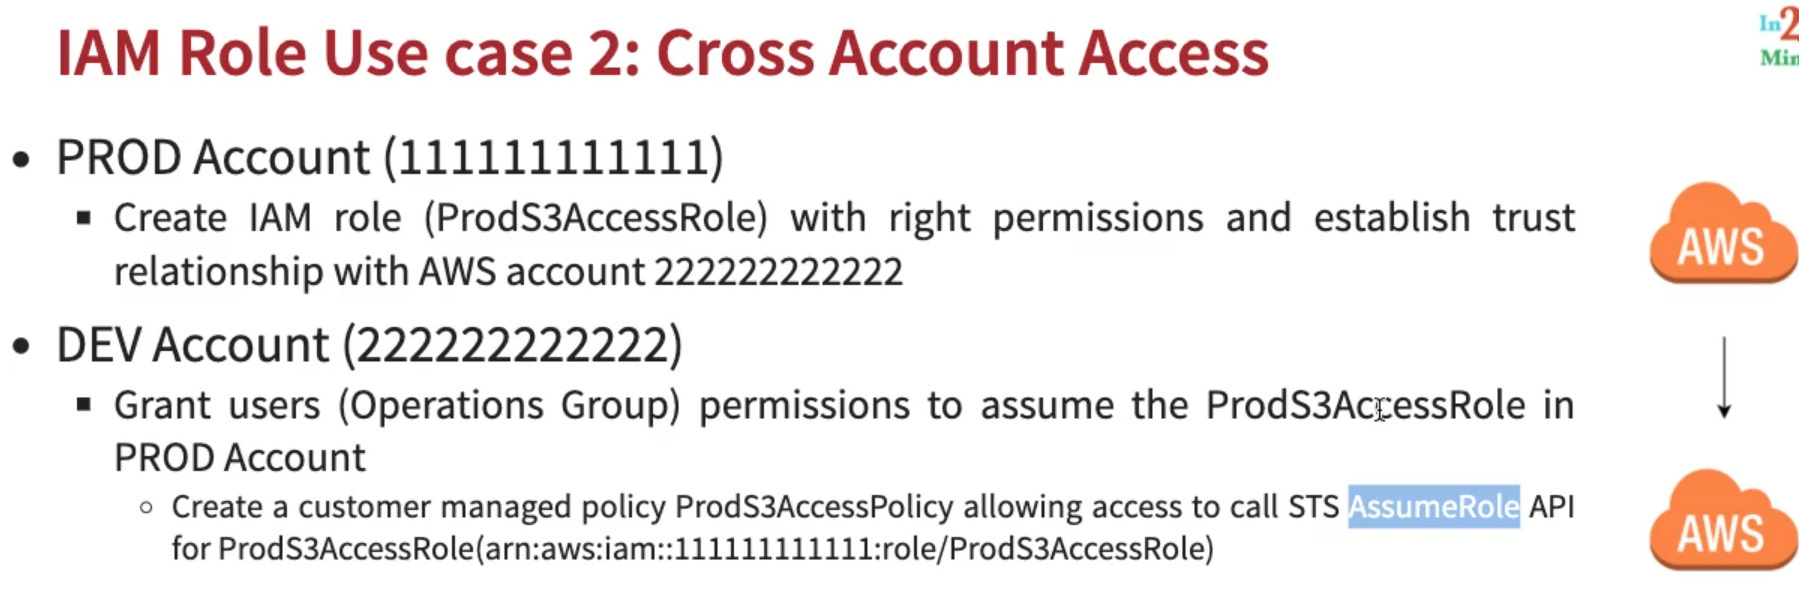 In2
Min
IAM Role Use case 2: Cross Account Access
• PROD Account (111111111111)
▪ Create IAM role (ProdS3AccessRole) with right permissions and establish trust
relationship with AWS account 222222222222
AWS
• DEV Account (222222222222)
▪ Grant users (Operations Group) permissions to assume the ProdS3AccessRole in
PROD Account
○ Create a customer managed policy ProdS3AccessPolicy allowing access to call STS AssumeRole API
for ProdS3AccessRole(arn:aws:iam::111111111111:role/ProdS3AccessRole)
AWS